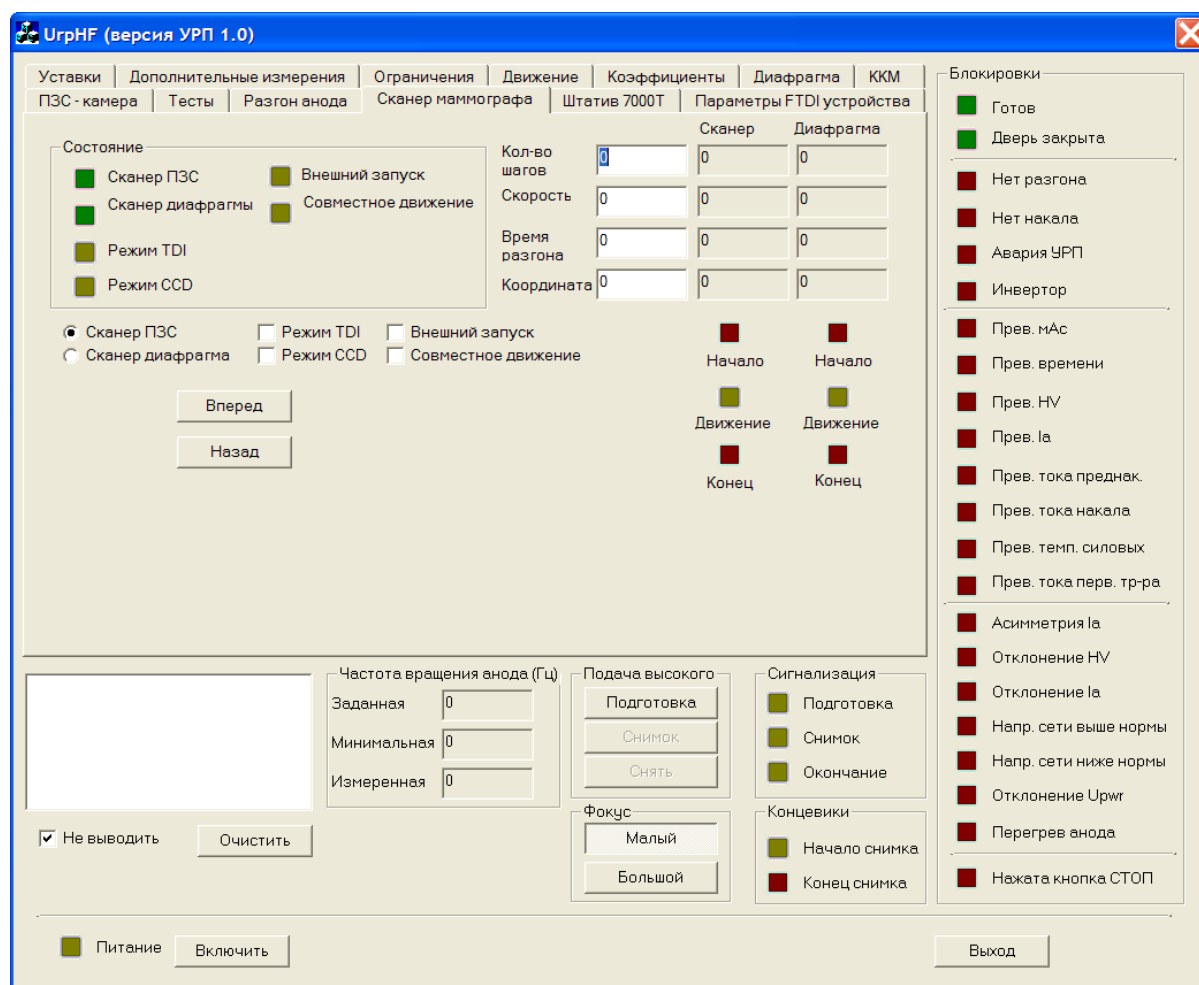 UrpHF (версия УРП 1.0)
Уставки Дополнительные измерения Ограничения Движение Коэффициенты Диафрагма ККМ
ПЗС - камера Тесты Разгон анода Сканер маммографа Штатив 7000Т Параметры FTDI устройства
Сканер Диафрагма
Состояние
Сканер ПЗС Внешний запуск
Сканер диафрагмы Совместное движение
Режим TDI
Режим CCD
Кол-во
шагов 0 0 0
Скорость 0 0 0
Время
разгона 0 0 0
Координата 0 0 0
Сканер ПЗС Режим TDI Внешний запуск
Сканер диафрагма Режим CCD Совместное движение
Начало Начало
Вперед
Движение Движение
Назад
Конец Конец
Частота вращения анода (Гц)
Заданная 0
Минимальная 0
Измеренная 0
Подача высокого
Подготовка
Снимок
Снять
Сигнализация
Подготовка
Снимок
Окончание
Не выводить Очистить
Фокус
Малый
Большой
Концевики
Начало снимка
Конец снимка
Блокировки
Готов
Дверь закрыта
Нет разгона
Нет накала
Авария УРП
Инвертор
Прев. мАс
Прев. времени
Прев. HV
Прев. Ia
Прев. тока преднак.
Прев. тока накала
Прев. темп. силовых
Прев. тока перв. тр-ра
Асимметрия Ia
Отклонение HV
Отклонение Ia
Напр. сети выше нормы
Напр. сети ниже нормы
Отклонение Upwr
Перегрев анода
Нажата кнопка СТОП
Питание Включить Выход